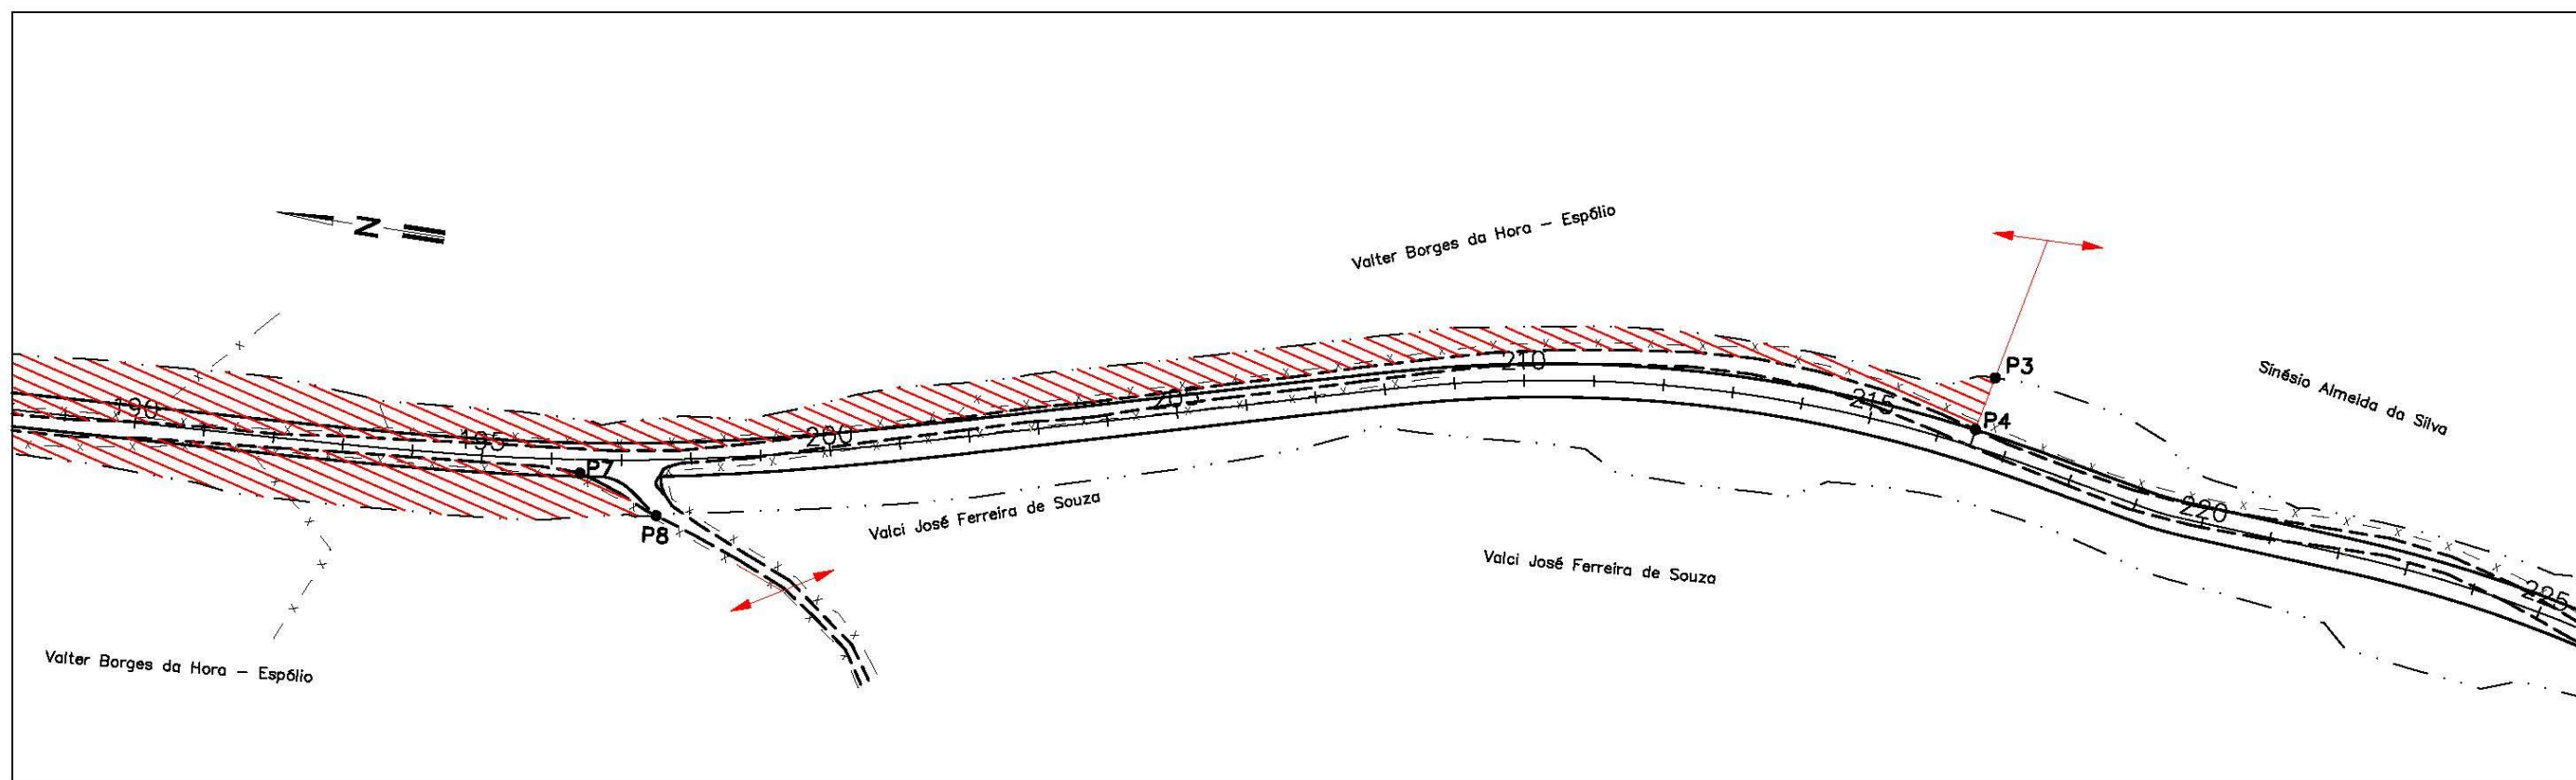 N
Valter Borges da Hora – Espólio
P3
Sinésio Almeida da Silva
210
205
215
190
P4
195
200
P7
Valci José Ferreira de Souza
220
P8
Valci José Ferreira de Souza
225
Valter Borges da Hora – Espólio